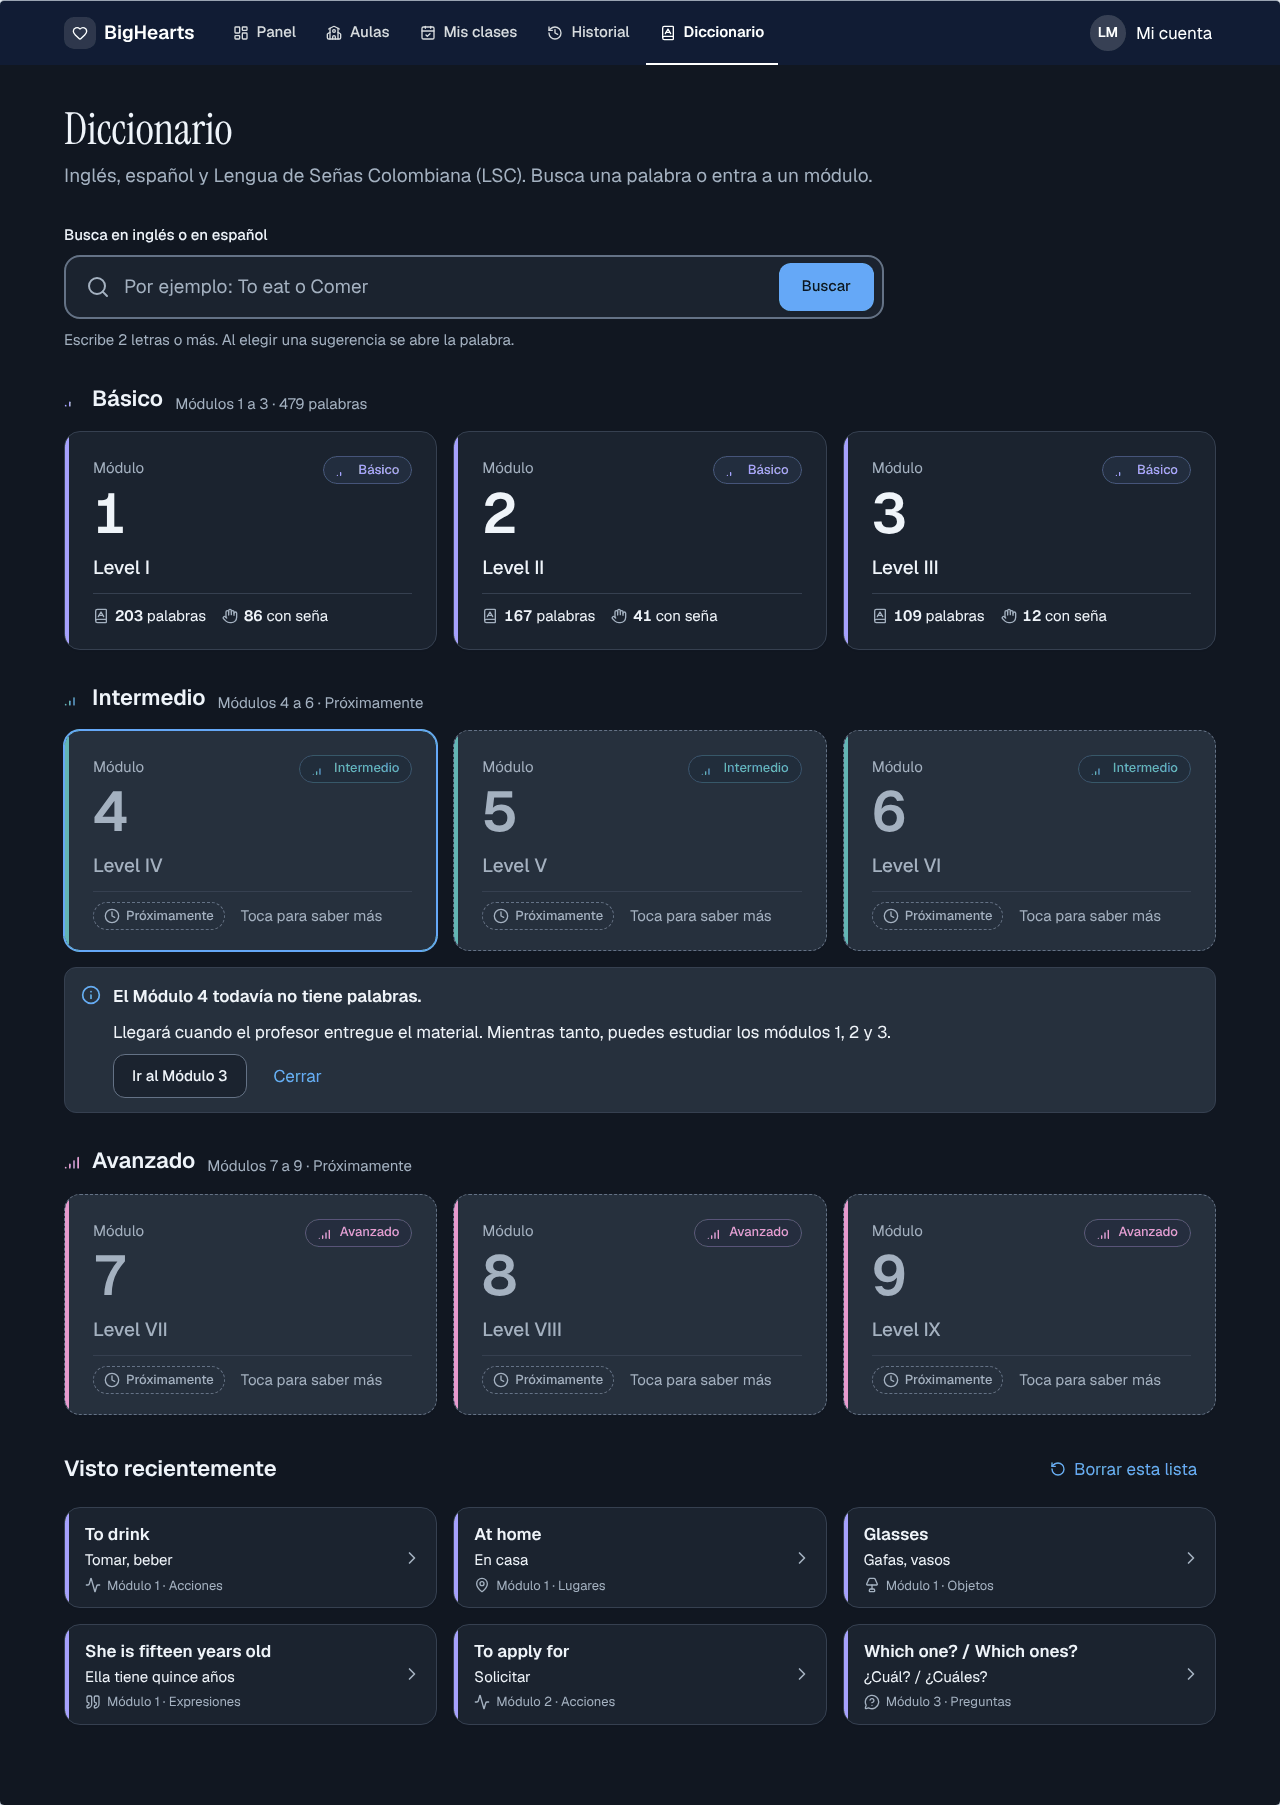 BigHearts
Panel
Aulas
Mis clases
Historial
Diccionario
LM
Mi cuenta
Diccionario
Inglés, español y Lengua de Señas Colombiana (LSC). Busca una palabra o entra a un módulo.
Busca en inglés o en español
Por ejemplo: To eat o Comer
Buscar
Escribe 2 letras o más. Al elegir una sugerencia se abre la palabra.
Básico
Módulos 1 a 3 · 479 palabras
Módulo
Básico
1
Level I
203 palabras
86 con seña
Módulo
Básico
2
Level II
167 palabras
41 con seña
Módulo
Básico
3
Level III
109 palabras
12 con seña
Intermedio
Módulos 4 a 6 · Próximamente
Módulo
Intermedio
4
Level IV
Próximamente
Toca para saber más
Módulo
Intermedio
5
Level V
Próximamente
Toca para saber más
Módulo
Intermedio
6
Level VI
Próximamente
Toca para saber más
El Módulo 4 todavía no tiene palabras.
Llegará cuando el profesor entregue el material. Mientras tanto, puedes estudiar los módulos 1, 2 y 3.
Ir al Módulo 3
Cerrar
Avanzado
Módulos 7 a 9 · Próximamente
Módulo
Avanzado
7
Level VII
Próximamente
Toca para saber más
Módulo
Avanzado
8
Level VIII
Próximamente
Toca para saber más
Módulo
Avanzado
9
Level IX
Próximamente
Toca para saber más
Visto recientemente
Borrar esta lista
To drink
Tomar, beber
Módulo 1 · Acciones
At home
En casa
Módulo 1 · Lugares
Glasses
Gafas, vasos
Módulo 1 · Objetos
She is fifteen years old
Ella tiene quince años
Módulo 1 · Expresiones
To apply for
Solicitar
Módulo 2 · Acciones
Which one? / Which ones?
¿Cuál? / ¿Cuáles?
Módulo 3 · Preguntas